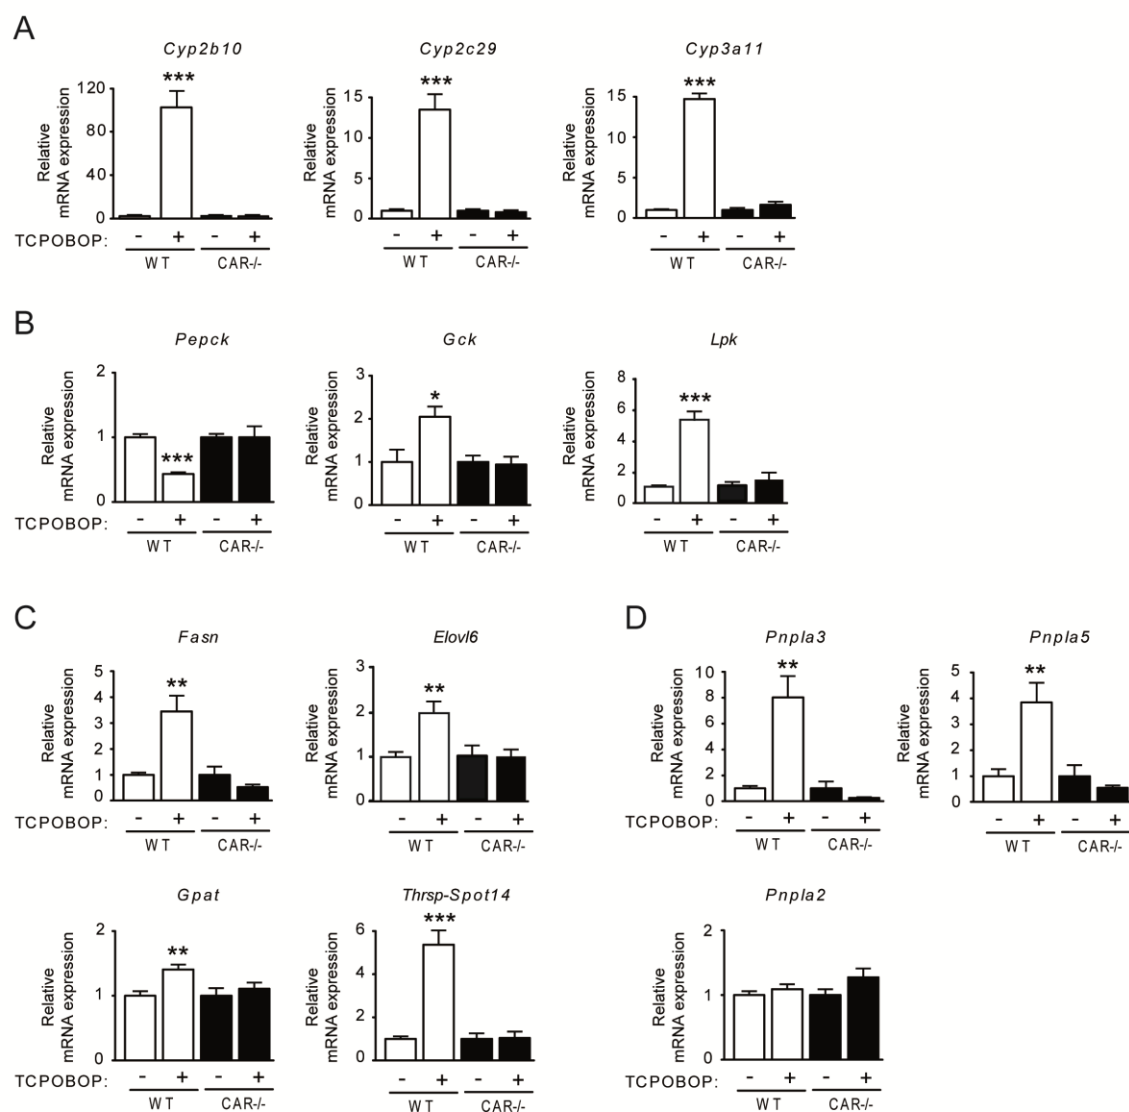 A
Cyp2b10
Cyp2c29
Cyp3a11
***
***
***
Relative
mRNA expression
120
80
40
0
Relative
mRNA expression
15
10
5
0
Relative
mRNA expression
15
10
5
0
TCPOBOP: - + - +
- + - +
- + - +
WT CAR-/-
WT CAR-/-
WT CAR-/-
B
Pepck
Gck
Lpk
***
*
***
Relative
mRNA expression
2
1
0
Relative
mRNA expression
3
2
1
0
Relative
mRNA expression
8
6
4
2
0
TCPOBOP: - + - +
- + - +
- + - +
WT CAR-/-
WT CAR-/-
WT CAR-/-
C
Fasn
Elovl6
**
**
Relative
mRNA expression
5
4
3
2
1
0
Relative
mRNA expression
3
2
1
0
TCPOBOP: - + - +
- + - +
WT CAR-/-
WT CAR-/-
Gpat
Thrsp-Spot14
**
***
Relative
mRNA expression
2
1
0
Relative
mRNA expression
6
4
2
0
TCPOBOP: - + - +
- + - +
WT CAR-/-
WT CAR-/-
D
Pnpla3
Pnpla5
**
**
Relative
mRNA expression
10
8
6
4
2
0
Relative
mRNA expression
5
4
3
2
1
0
TCPOBOP: - + - +
- + - +
WT CAR-/-
WT CAR-/-
Pnpla2
Relative
mRNA expression
2
1
0
TCPOBOP: - + - +
WT CAR-/-